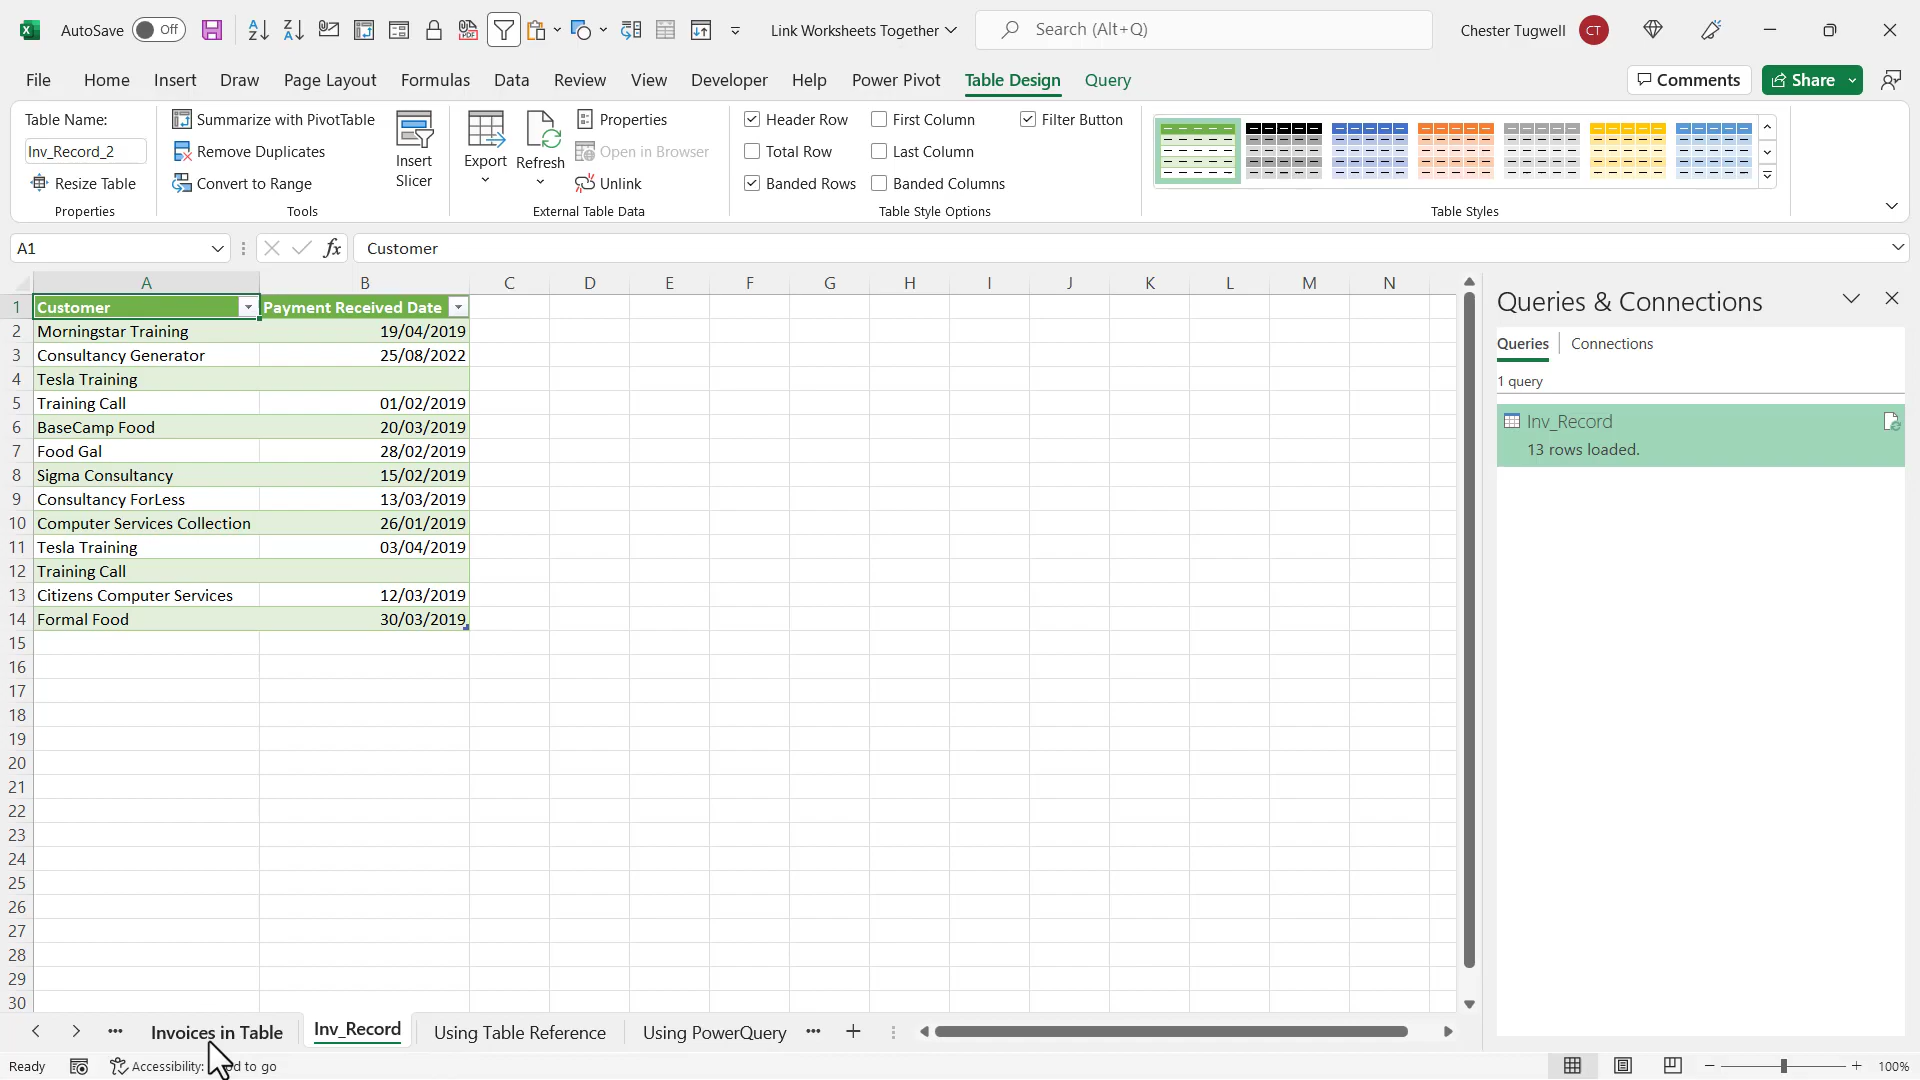 AutoSave Off Link Worksheets Together Search (Alt+Q) Chester Tugwell CT
File Home Insert Draw Page Layout Formulas Data Review View Developer Help Power Pivot Table Design Query Comments Share
Table Name:
Inv_Record_2
Resize Table
Properties
Summarize with PivotTable
Remove Duplicates
Convert to Range
Tools
Insert
Slicer
Export
Refresh
Properties
Open in Browser
Unlink
External Table Data
Header Row First Column Filter Button
Total Row Last Column
Banded Rows Banded Columns
Table Style Options
Table Styles
A1 fx Customer
A B C D E F G H I J K L M N
1 Customer Payment Received Date
2 Morningstar Training 19/04/2019
3 Consultancy Generator 25/08/2022
4 Tesla Training
5 Training Call 01/02/2019
6 BaseCamp Food 20/03/2019
7 Food Gal 28/02/2019
8 Sigma Consultancy 15/02/2019
9 Consultancy ForLess 13/03/2019
10 Computer Services Collection 26/01/2019
11 Tesla Training 03/04/2019
12 Training Call
13 Citizens Computer Services 12/03/2019
14 Formal Food 30/03/2019
15
16
17
18
19
20
21
22
23
24
25
26
27
28
29
30
Queries & Connections
Queries Connections
1 query
Inv_Record
13 rows loaded.
Invoices in Table Inv_Record Using Table Reference Using PowerQuery
Ready Accessibility: to go 100%